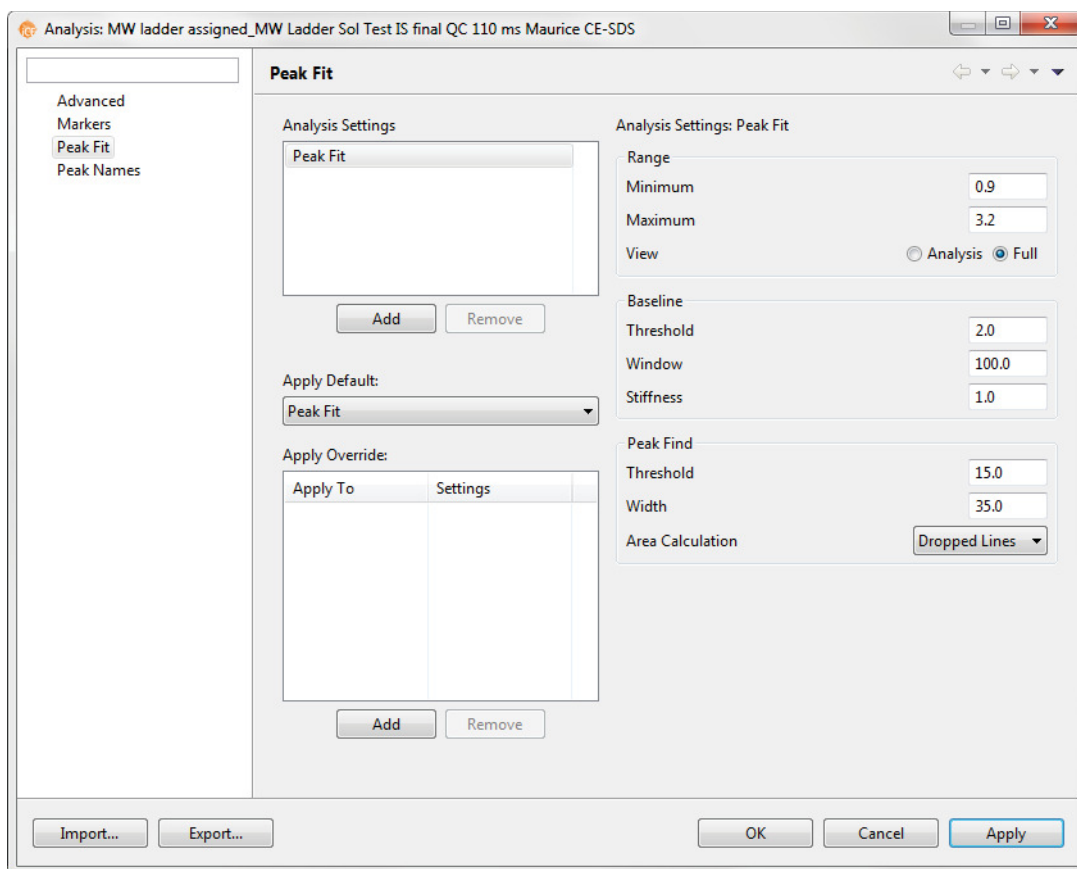 Analysis: MW ladder assigned_MW Ladder Sol Test IS final QC 110 ms Maurice CE-SDS
Advanced
Markers
Peak Fit
Peak Names
Peak Fit
Analysis Settings
Peak Fit
Add Remove
Apply Default:
Peak Fit
Apply Override:
Apply To Settings
Add Remove
Analysis Settings: Peak Fit
Range
Minimum 0.9
Maximum 3.2
View Analysis Full
Baseline
Threshold 2.0
Window 100.0
Stiffness 1.0
Peak Find
Threshold 15.0
Width 35.0
Area Calculation Dropped Lines
Import... Export... OK Cancel Apply